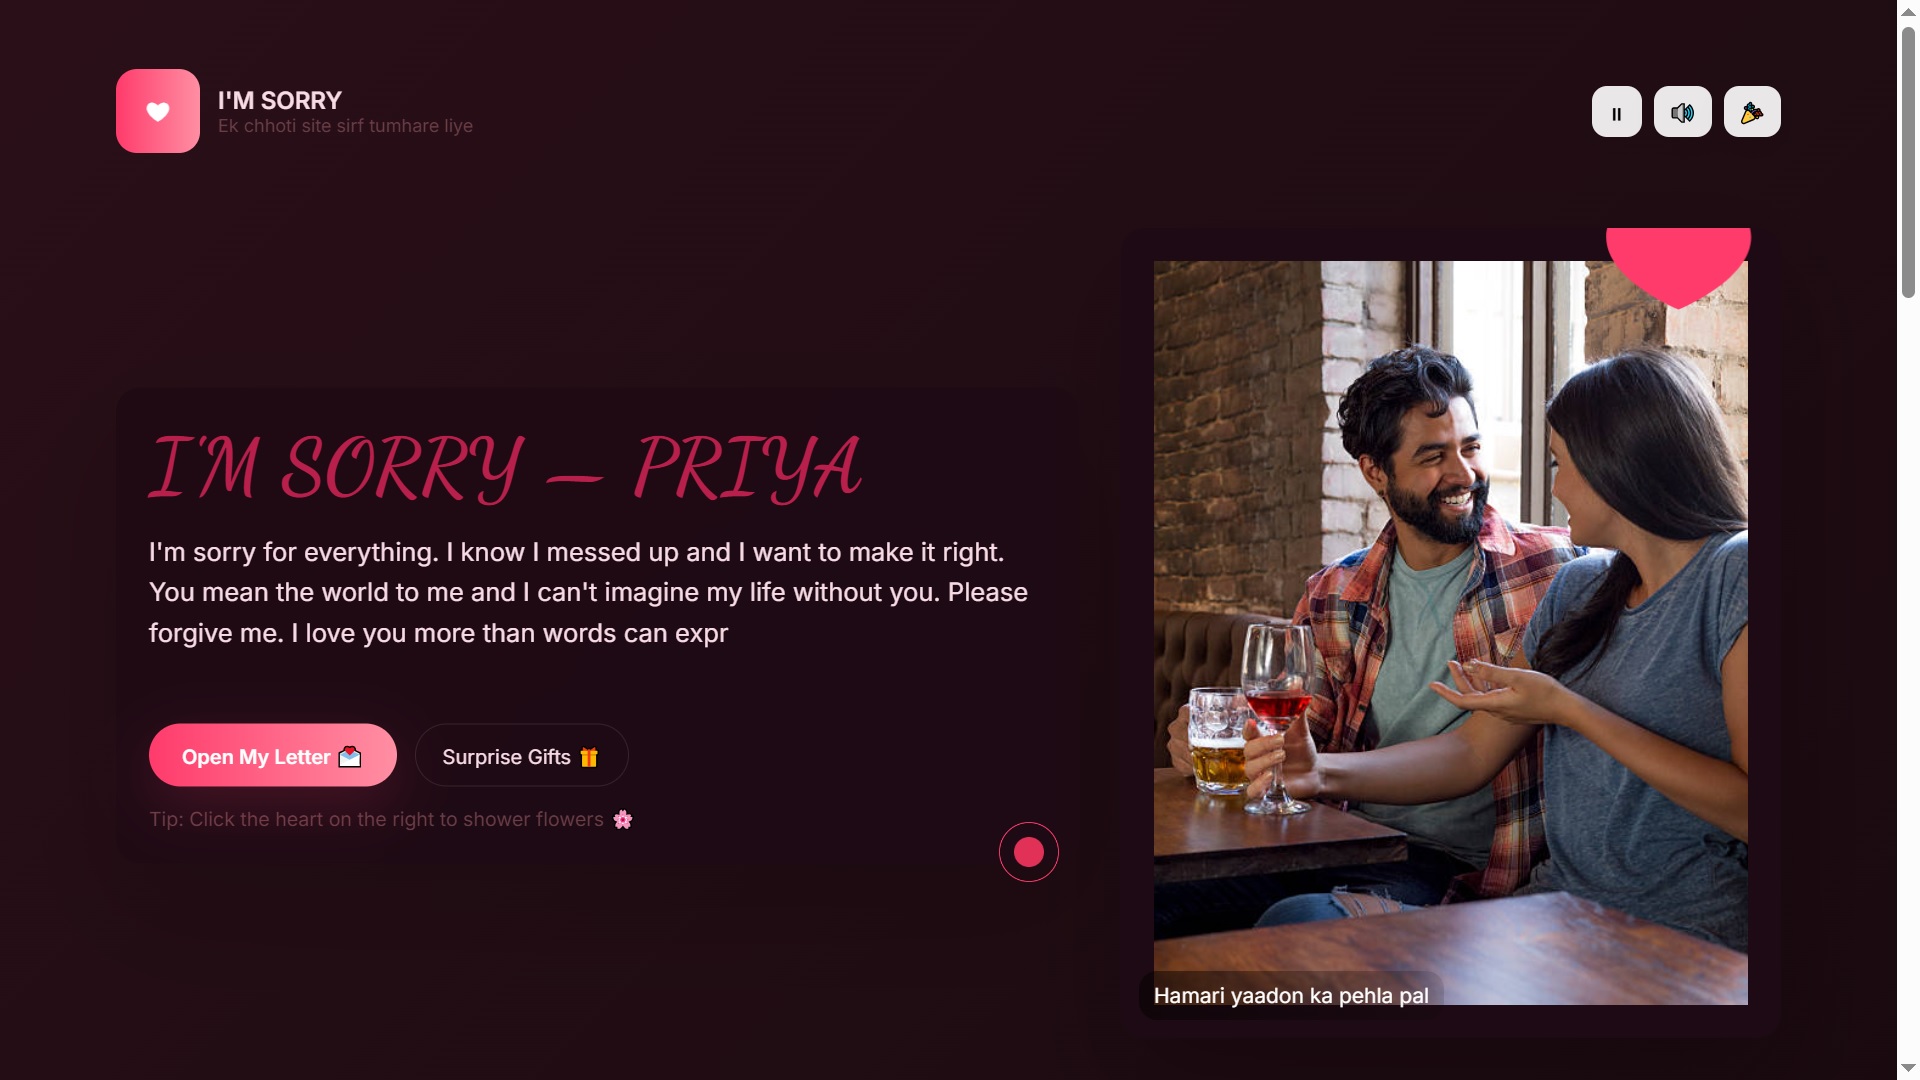 I'M SORRY
Ek chhoti site sirf tumhare liye
I'M SORRY — PRIYA
I'm sorry for everything. I know I messed up and I want to make it right.
You mean the world to me and I can't imagine my life without you. Please
forgive me. I love you more than words can expr
Open My Letter 💌
Surprise Gifts 🎁
Tip: Click the heart on the right to shower flowers 🌸
Hamari yaadon ka pehla pal